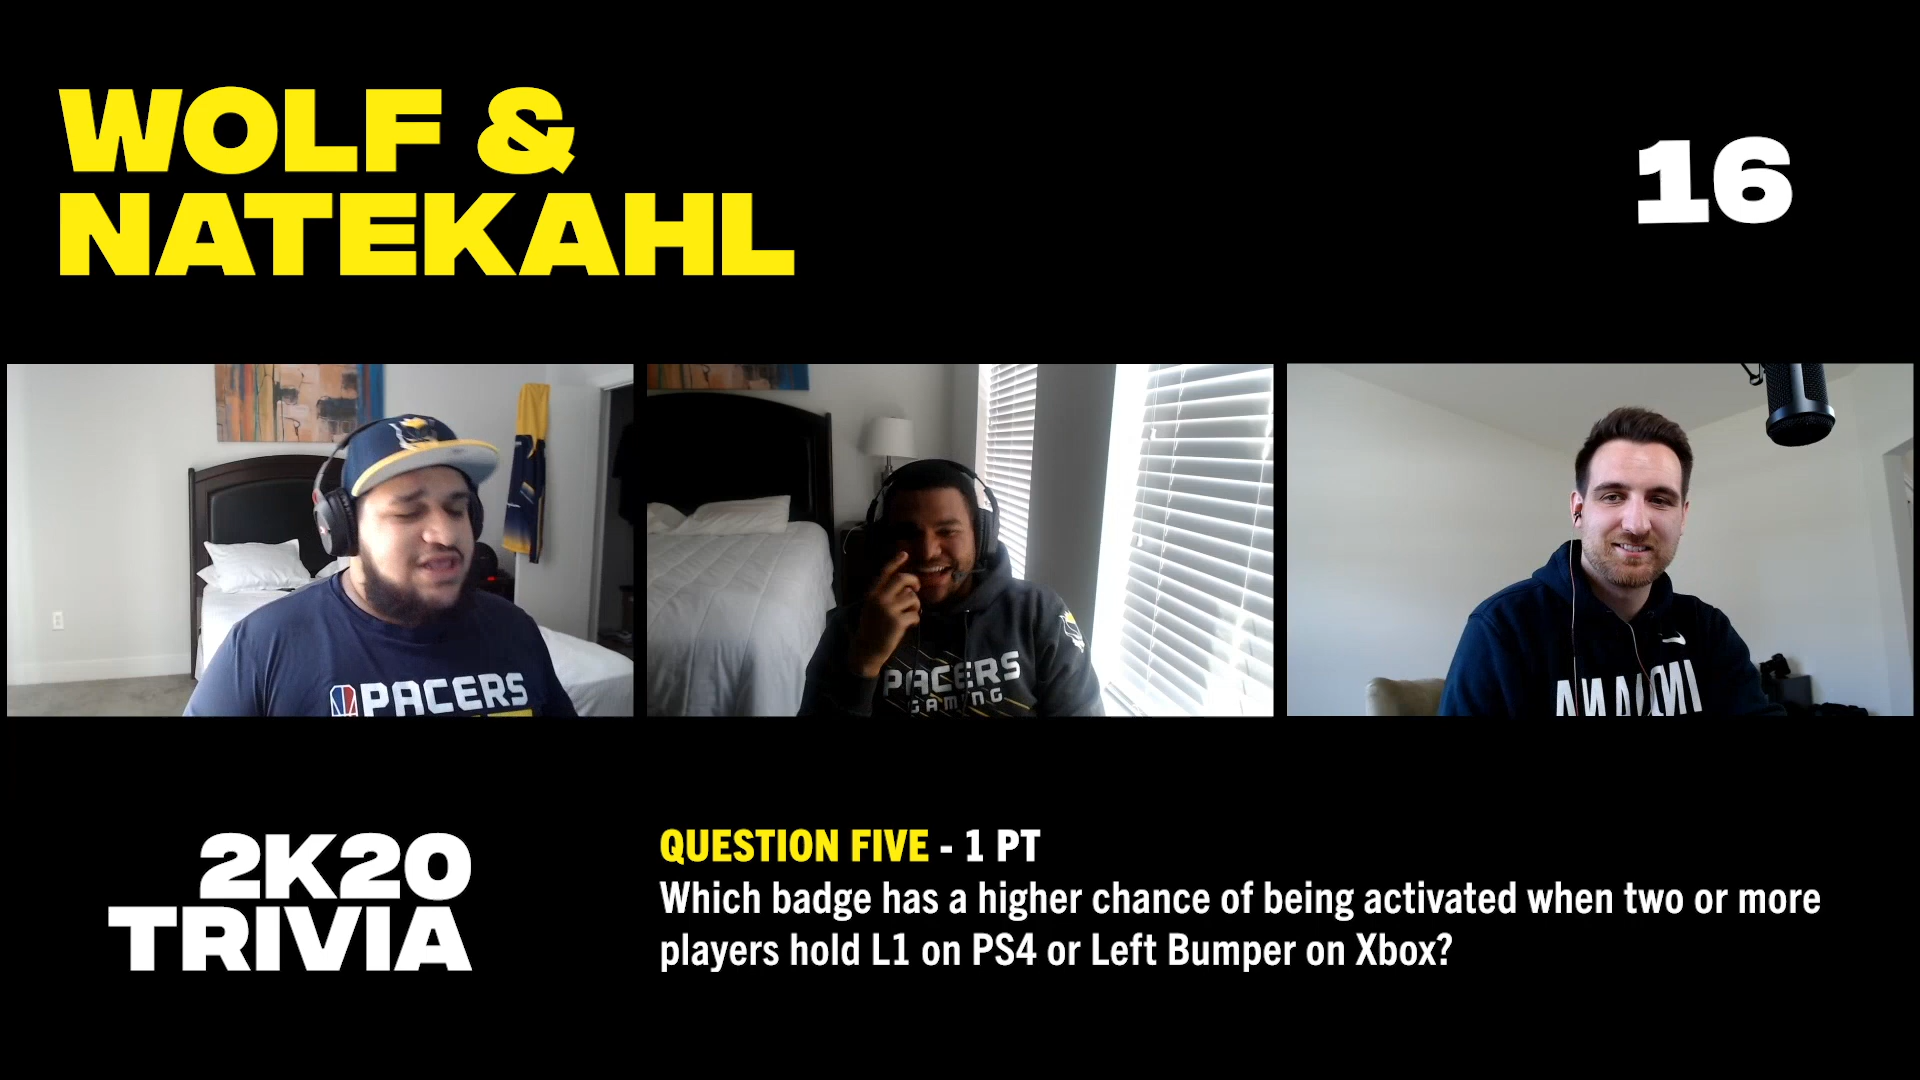 WOLF &
NATEKAHL
16
PACERS
PACERS
GAMING
INDIANA
2K20
TRIVIA
QUESTION FIVE - 1 PT
Which badge has a higher chance of being activated when two or more
players hold L1 on PS4 or Left Bumper on Xbox?